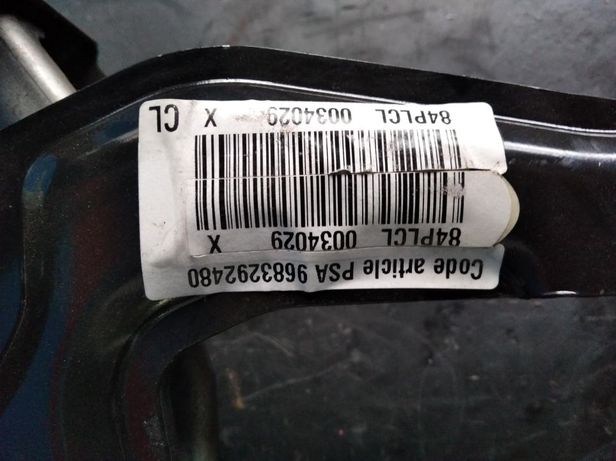 Code article PSA 9683292480
84PLCL 0034029 X
84PLCL 0034029 X
CL